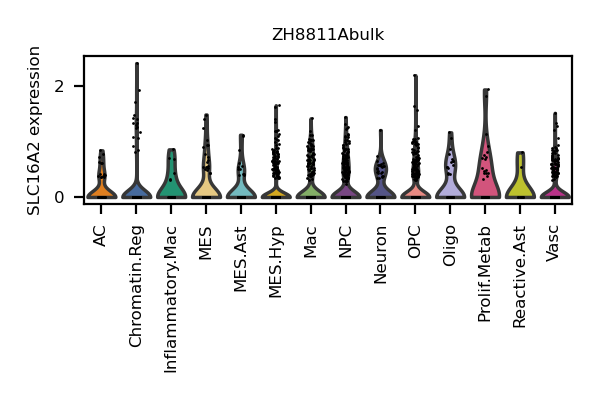 ZH8811Abulk
SLC16A2 expression
2
0
AC
Chromatin.Reg
Inflammatory.Mac
MES
MES.Ast
MES.Hyp
Mac
NPC
Neuron
OPC
Oligo
Prolif.Metab
Reactive.Ast
Vasc